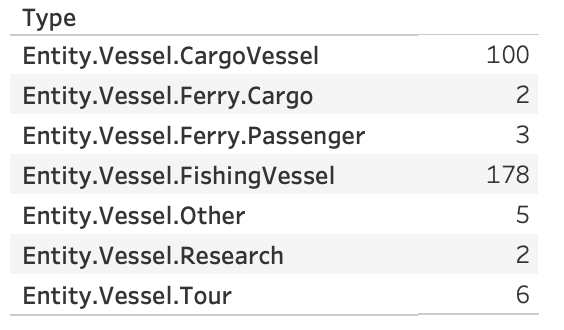 Type
Entity.Vessel.CargoVessel 100
Entity.Vessel.Ferry.Cargo 2
Entity.Vessel.Ferry.Passenger 3
Entity.Vessel.FishingVessel 178
Entity.Vessel.Other 5
Entity.Vessel.Research 2
Entity.Vessel.Tour 6